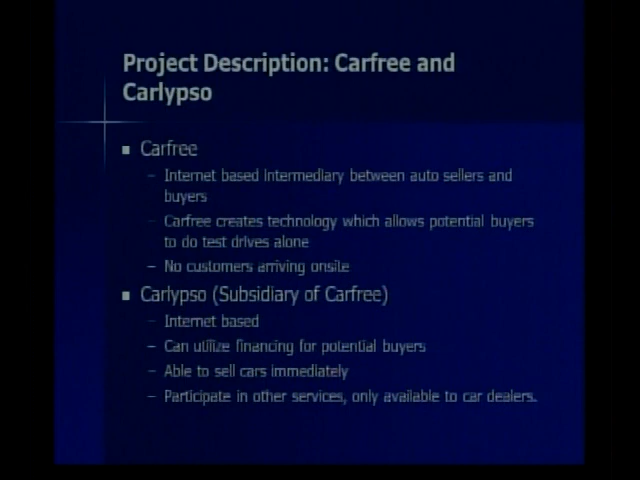 Project Description: Carfree and
Carlypso
■ Carfree
– Internet based Intermediary between auto sellers and
buyers
– Carfree creates technology which allows potential buyers
to do test drives alone
– No customers arriving onsite
■ Carlypso (Subsidiary of Carfree)
– Internet based
– Can utilize financing for potential buyers
– Able to sell cars immediately
– Participate in other services, only available to car dealers.